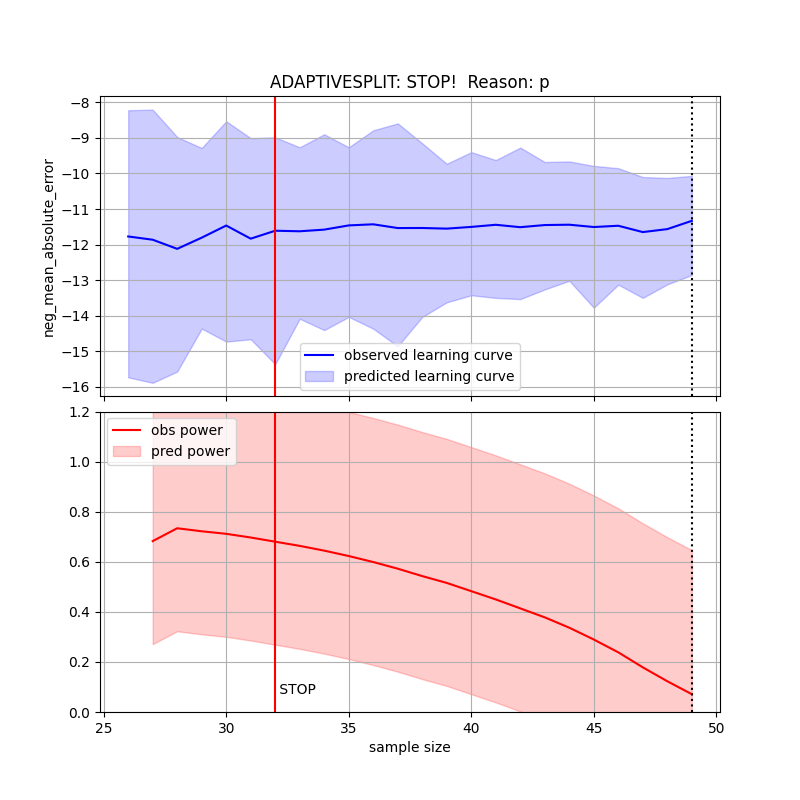 ADAPTIVESPLIT: STOP!  Reason: p
neg_mean_absolute_error
−8
−9
−10
−11
−12
−13
−14
−15
−16
observed learning curve
predicted learning curve
1.2
1.0
0.8
0.6
0.4
0.2
0.0
obs power
pred power
STOP
25 30 35 40 45 50
sample size